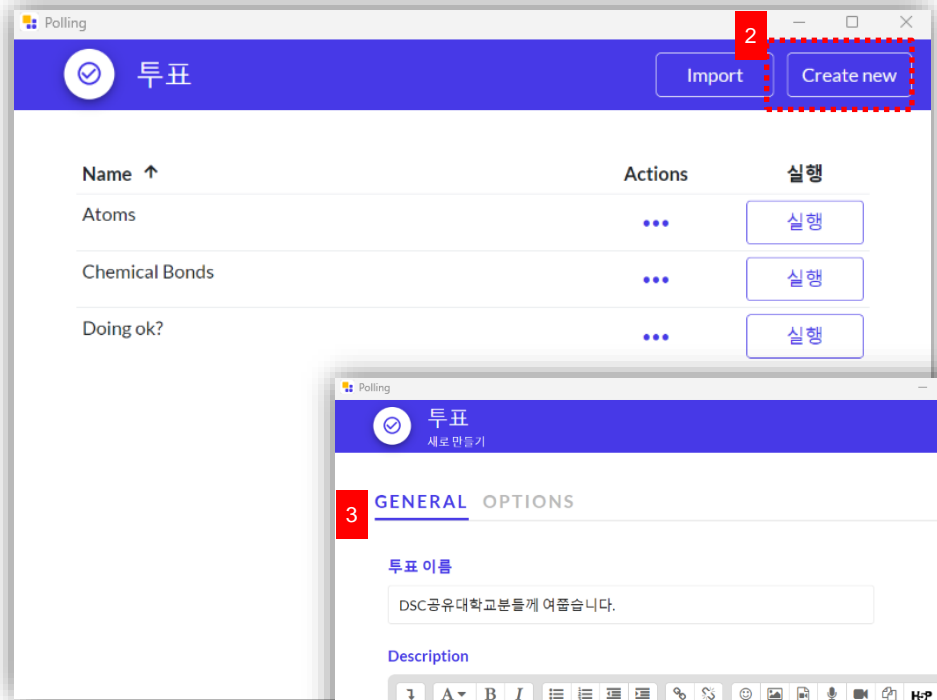 Polling
2
투표
Import
Create new
Name ↑
Actions
실행
Atoms
•••
실행
Chemical Bonds
•••
실행
Doing ok?
•••
실행
Polling
투표
새로 만들기
3
GENERAL
OPTIONS
투표 이름
DSC공유대학교분들께 여쭙습니다.
Description
A
B
I
H-P